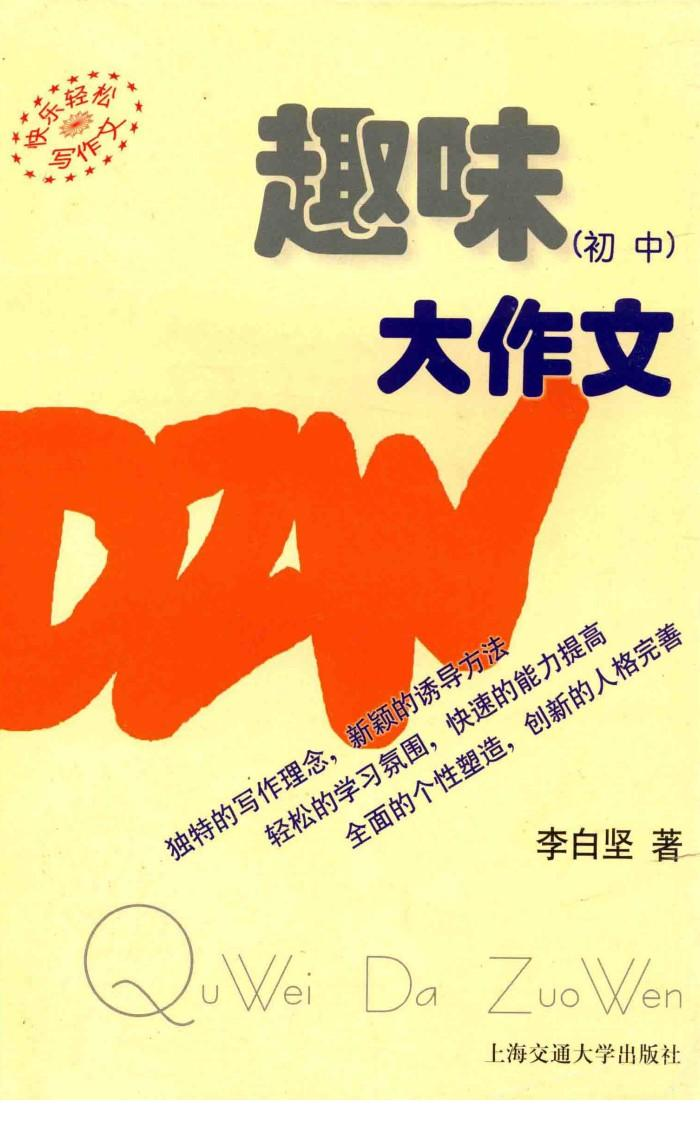 快乐轻松
写作文
趣味
(初中)
大作文
DZW
独特的写作理念，新颖的诱导方法
轻松的学习氛围，快速的能力提高
全面的个性塑造，创新的人格完善
李白坚 著
QuWei Da ZuoWen
上海交通大学出版社